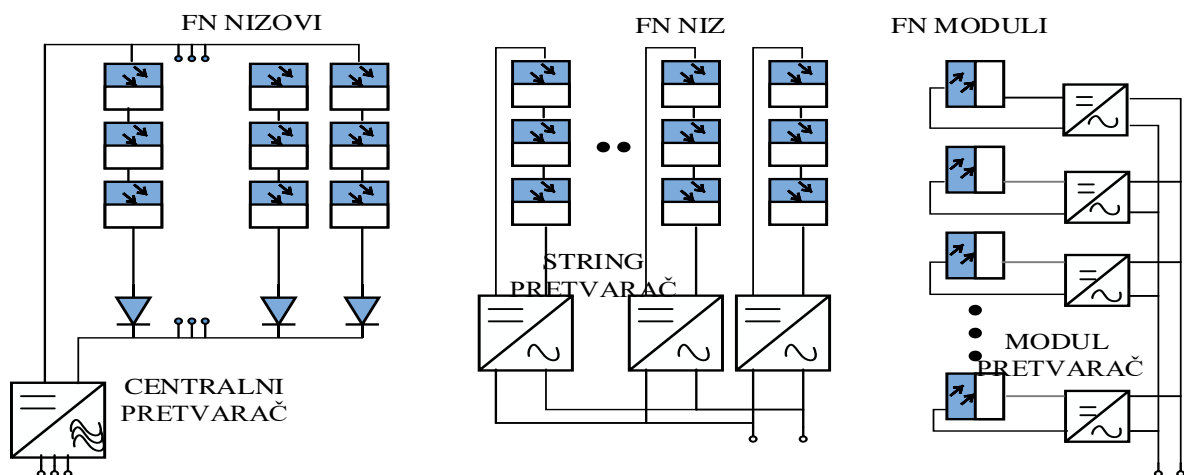 FN NIZOVI
FN NIZ
FN MODULI
STRING
PRETVARAČ
MODUL
PRETVARAČ
CENTRALNI
PRETVARAČ